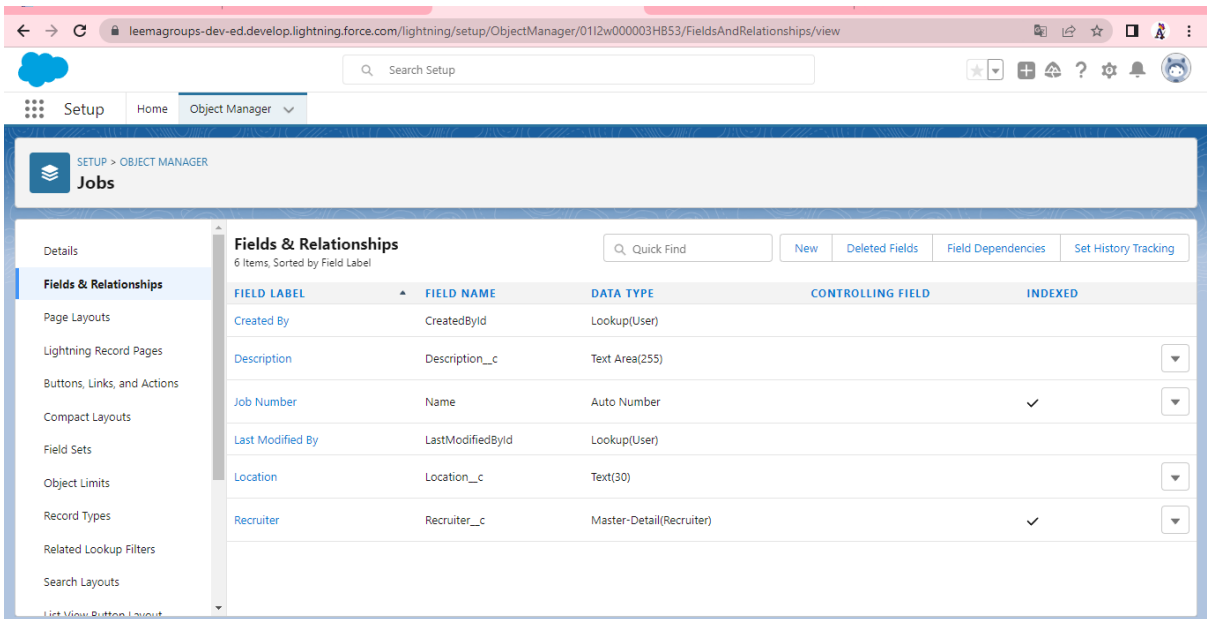 leemagroups-dev-ed.develop.lightning.force.com/lightning/setup/ObjectManager/01I2w000003HB53/FieldsAndRelationships/view
Search Setup
Setup Home Object Manager
SETUP > OBJECT MANAGER
Jobs
Details
Fields & Relationships
Page Layouts
Lightning Record Pages
Buttons, Links, and Actions
Compact Layouts
Field Sets
Object Limits
Record Types
Related Lookup Filters
Search Layouts
List View Button Layout
Fields & Relationships
6 Items, Sorted by Field Label
Quick Find New Deleted Fields Field Dependencies Set History Tracking
FIELD LABEL FIELD NAME DATA TYPE CONTROLLING FIELD INDEXED
Created By CreatedById Lookup(User)
Description Description__c Text Area(255)
Job Number Name Auto Number
Last Modified By LastModifiedById Lookup(User)
Location Location__c Text(30)
Recruiter Recruiter__c Master-Detail(Recruiter)